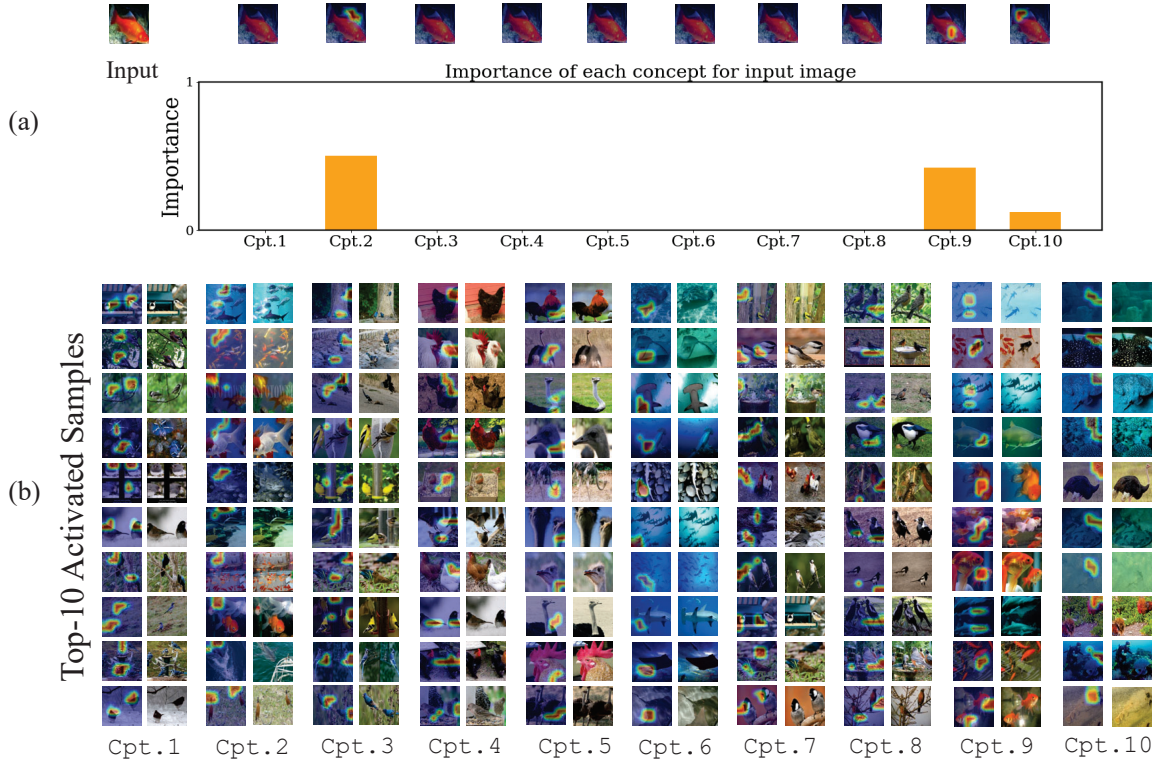 Input
Importance of each concept for input image
(a)
Importance
1
0
Cpt.1 Cpt.2 Cpt.3 Cpt.4 Cpt.5 Cpt.6 Cpt.7 Cpt.8 Cpt.9 Cpt.10
(b)
Top-10 Activated Samples
Cpt.1 Cpt.2 Cpt.3 Cpt.4 Cpt.5 Cpt.6 Cpt.7 Cpt.8 Cpt.9 Cpt.10